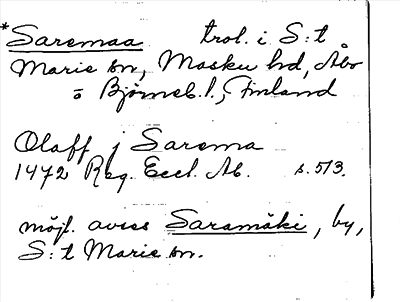 *Saremaa trol. i S:t
Marie sn, Masku hd, Åbo
o Björneb. l., Finland
Olaff j Sarema
1472 Reg. Eccl. Ab. s. 513.
möjl. avses Saramäki, by,
S:t Marie sn.